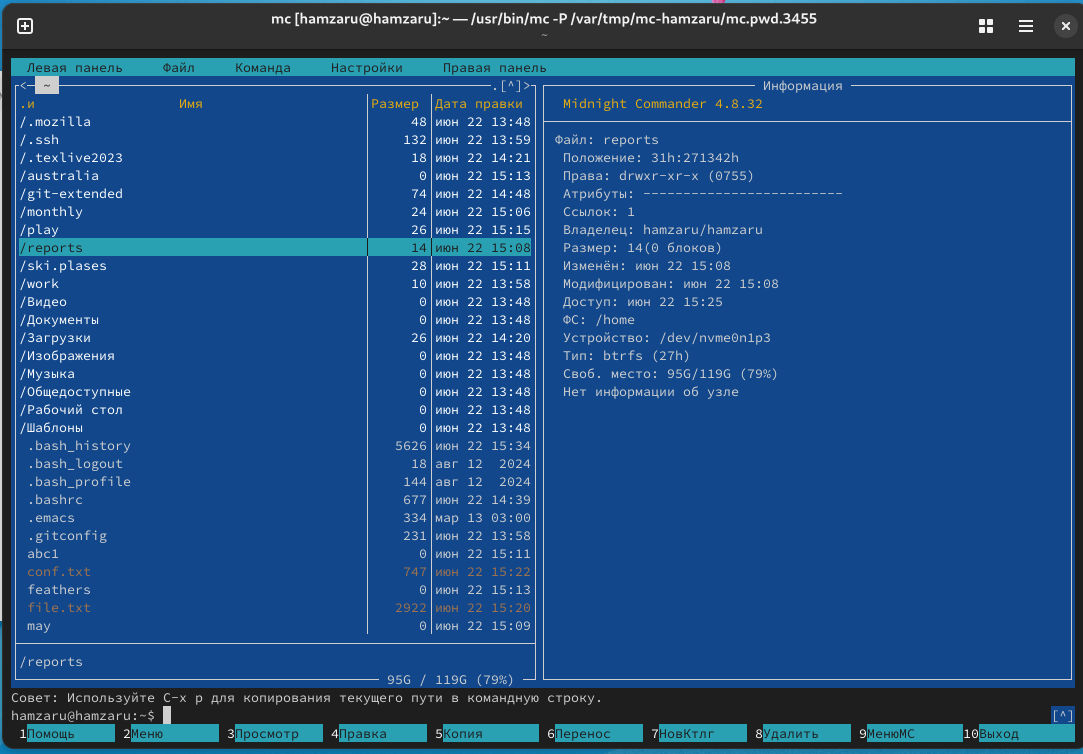 mc [hamzaru@hamzaru]:~ — /usr/bin/mc -P /var/tmp/mc-hamzaru/mc.pwd.3455
~
Левая панель Файл Команда Настройки Правая панель
<─ ~ .[^]>
.и Имя Размер Дата правки
/.mozilla 48 июн 22 13:48
/.ssh 132 июн 22 13:59
/.texlive2023 18 июн 22 14:21
/australia 0 июн 22 15:13
/git-extended 74 июн 22 14:48
/monthly 24 июн 22 15:06
/play 26 июн 22 15:15
/reports 14 июн 22 15:08
/ski.plases 28 июн 22 15:11
/work 10 июн 22 13:58
/Видео 0 июн 22 13:48
/Документы 0 июн 22 13:48
/Загрузки 26 июн 22 14:20
/Изображения 0 июн 22 13:48
/Музыка 0 июн 22 13:48
/Общедоступные 0 июн 22 13:48
/Рабочий стол 0 июн 22 13:48
/Шаблоны 0 июн 22 13:48
.bash_history 5626 июн 22 15:34
.bash_logout 18 авг 12 2024
.bash_profile 144 авг 12 2024
.bashrc 677 июн 22 14:39
.emacs 334 мар 13 03:00
.gitconfig 231 июн 22 13:58
abc1 0 июн 22 15:11
conf.txt 747 июн 22 15:22
feathers 0 июн 22 15:13
file.txt 2922 июн 22 15:20
may 0 июн 22 15:09
/reports
95G / 119G (79%)
Информация
Midnight Commander 4.8.32
Файл: reports
Положение: 31h:271342h
Права: drwxr-xr-x (0755)
Атрибуты: -------------------------
Ссылок: 1
Владелец: hamzaru/hamzaru
Размер: 14(0 блоков)
Изменён: июн 22 15:08
Модифицирован: июн 22 15:08
Доступ: июн 22 15:25
ФС: /home
Устройство: /dev/nvme0n1p3
Тип: btrfs (27h)
Своб. место: 95G/119G (79%)
Нет информации об узле
Совет: Используйте C-x p для копирования текущего пути в командную строку.
hamzaru@hamzaru:~$ [^]
1Помощь 2Меню 3Просмотр 4Правка 5Копия 6Перенос 7НовКтлг 8Удалить 9МенюMC 10Выход